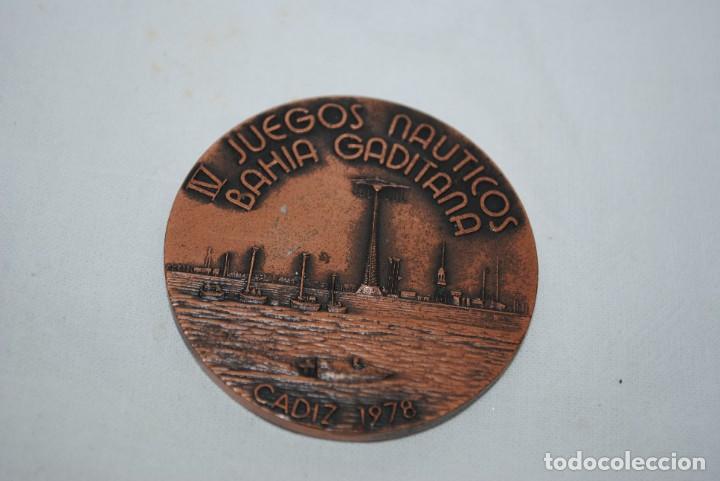 IV JUEGOS NAUTICOS
BAHIA GADITANA
CADIZ 1978
todocoleccion